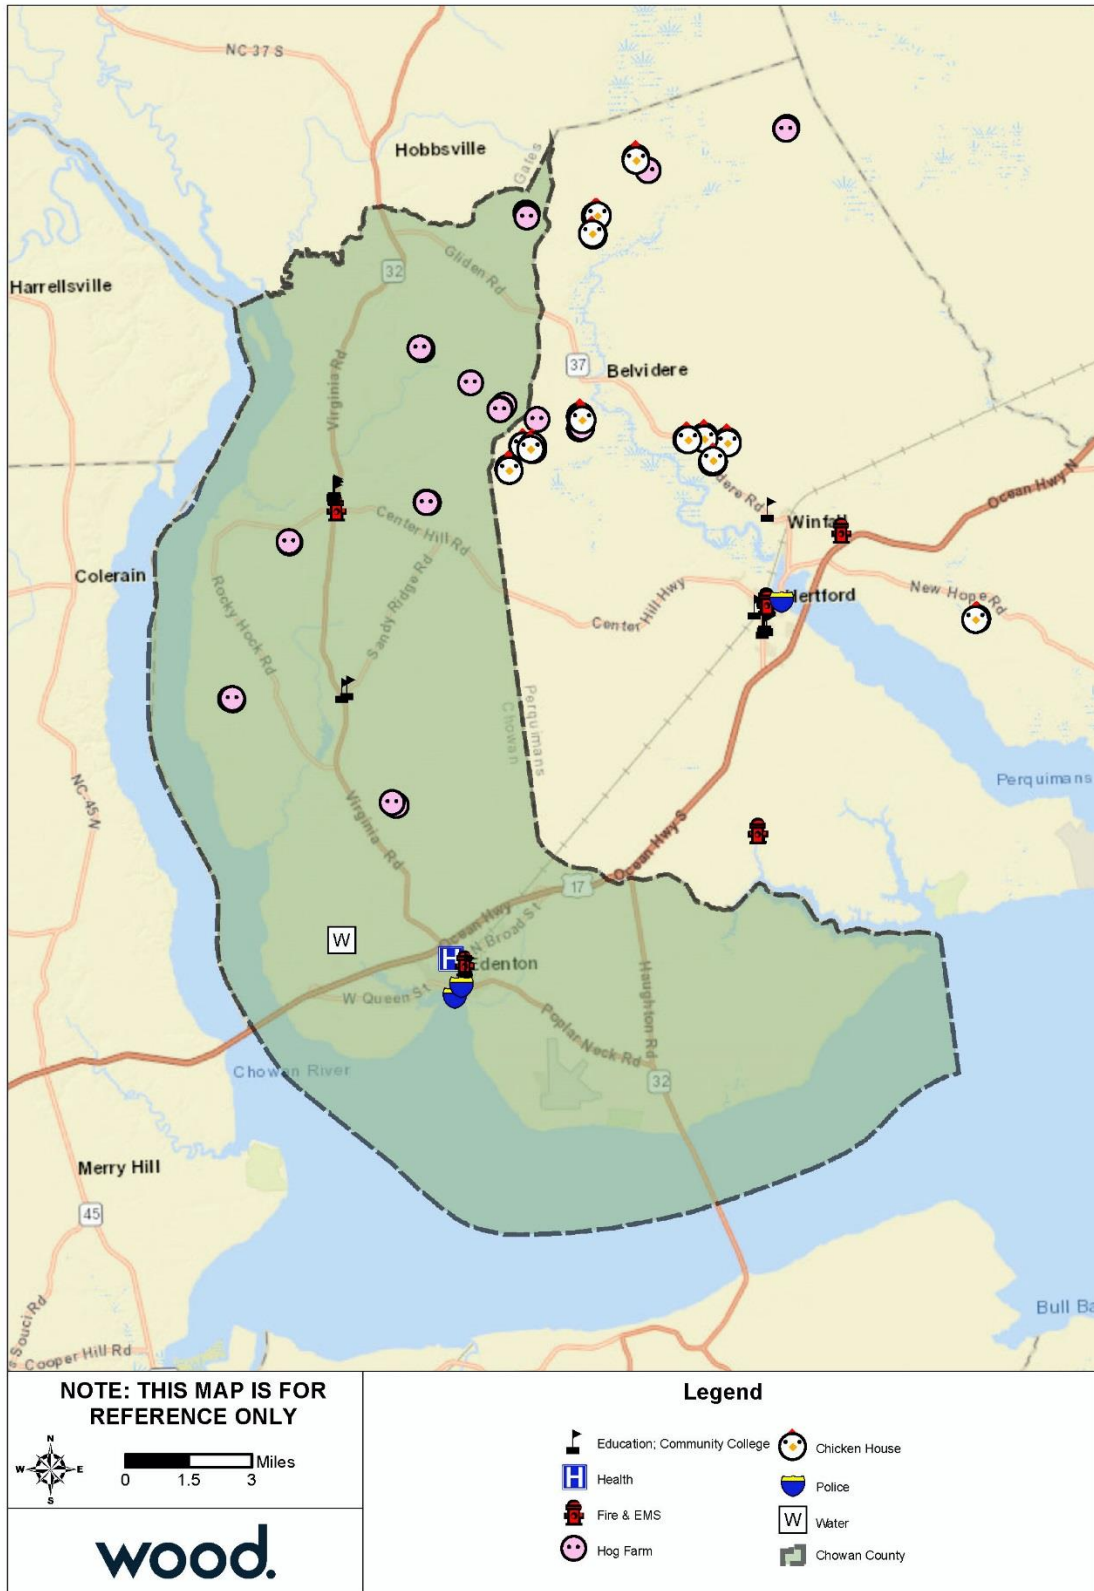 NC 37 S
Hobbsville
Gates
32
Gliden Rd
Harrellsville
Virginia Rd
37
Belvidere
dere Rd
Ocean Hwy N
Winfall
Center Hill Rd
Colerain
Sandy Ridge Rd
Rocky Hock Rd
New Hope Rd
Hertford
Center Hill Hwy
Perquimans
Chowan
Perquimans
NC-45 N
Virginia Rd
Ocean Hwy S
17
Ocean Hwy
N Broad St
W
H
Edenton
W Queen St
Haughton Rd
Poplar Neck Rd
Chowan River
32
Merry Hill
45
Bull Ba
s Souci Rd
Cooper Hill Rd
NOTE: THIS MAP IS FOR
REFERENCE ONLY
N
W E
S
Miles
0 1.5 3
wood.
Legend
Education; Community College
Chicken House
H Health
Police
Fire & EMS
W Water
Hog Farm
Chowan County